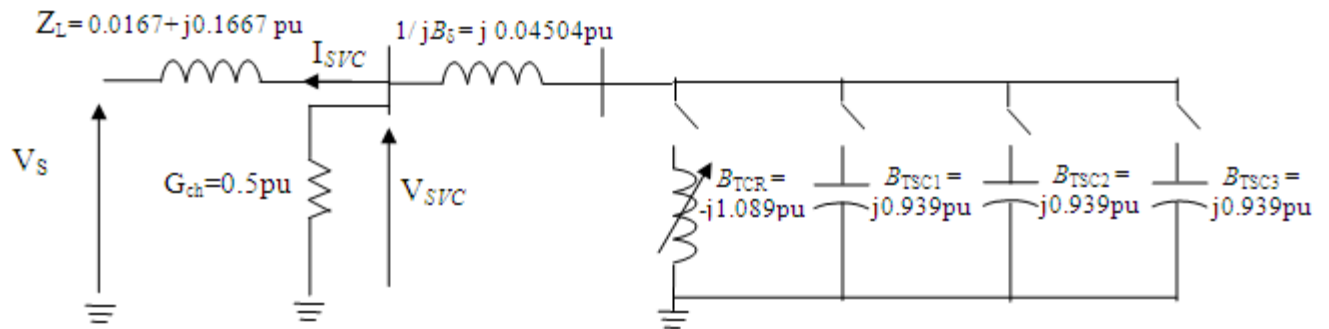 Z_L = 0.0167+j0.1667 pu
I_SVC
1/jB_δ= j 0.04504pu
V_S
G_ch=0.5pu
V_SVC
B_TCR =
-j1.089pu
B_TSC1=
j0.939pu
B_TSC2=
j0.939pu
B_TSC3=
j0.939pu